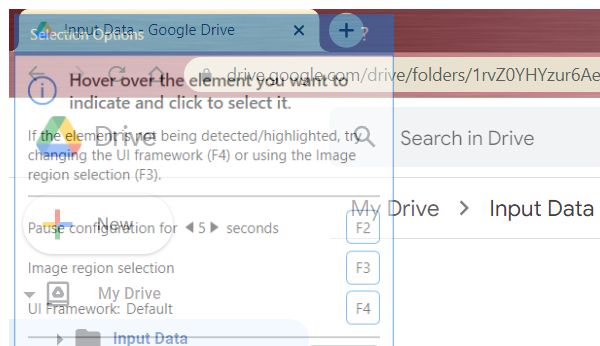 Selection Options ?
Input Data - Google Drive × +
drive.google.com/drive/folders/1rvZ0YHYzur6Ae
Hover over the element you want to
indicate and click to select it.
If the element is not being detected/highlighted, try
changing the UI framework (F4) or using the Image
region selection (F3).
Drive
Search in Drive
My Drive > Input Data
New
Pause configuration for 5 seconds F2
Image region selection F3
My Drive
UI Framework: Default F4
Input Data